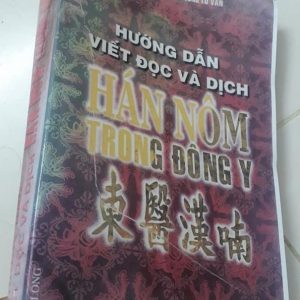 HƯỚNG DẪN
VIẾT ĐỌC VÀ DỊCH
HÁN NÔM
TRONG ĐÔNG Y
東醫漢喃